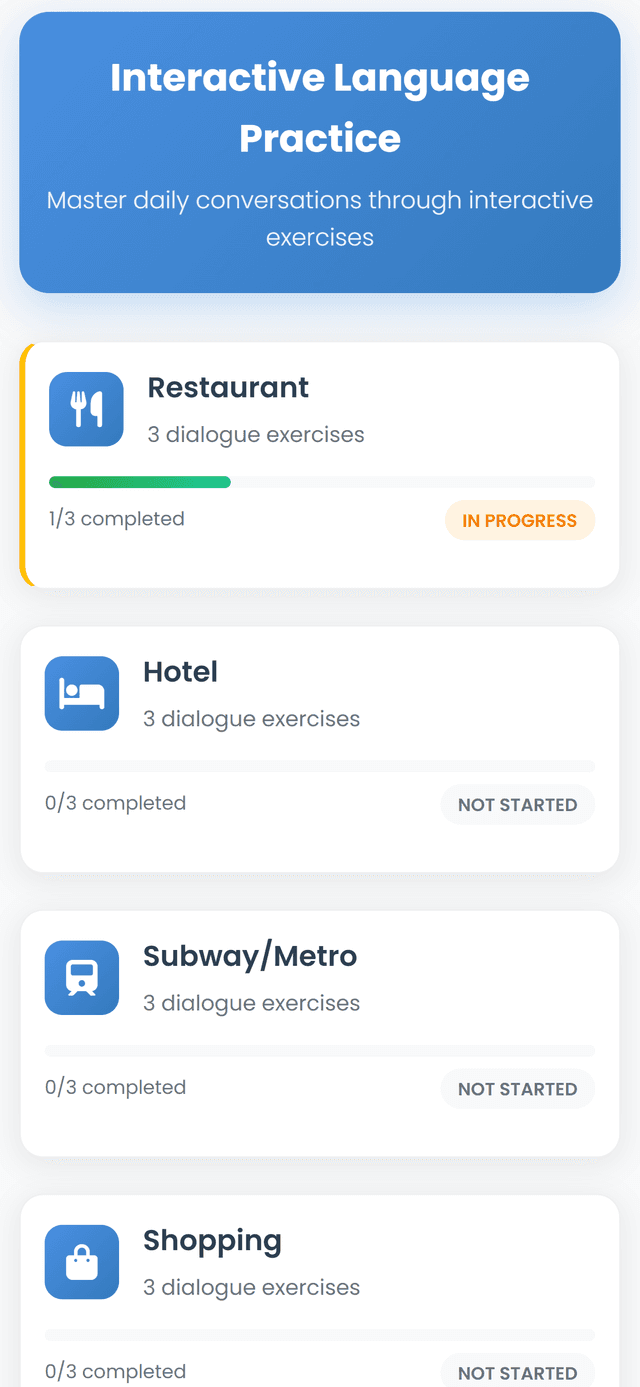 Interactive Language
Practice
Master daily conversations through interactive
exercises
Restaurant
3 dialogue exercises
1/3 completed
IN PROGRESS
Hotel
3 dialogue exercises
0/3 completed
NOT STARTED
Subway/Metro
3 dialogue exercises
0/3 completed
NOT STARTED
Shopping
3 dialogue exercises
0/3 completed
NOT STARTED